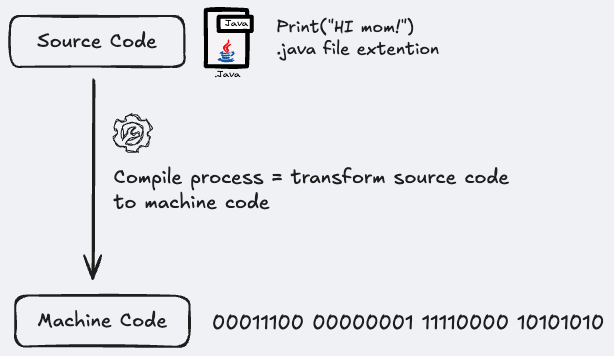 Source Code
Java
.Java
Print("HI mom!")
.java file extention
Compile process = transform source code
to machine code
Machine Code
00011100 00000001 11110000 10101010